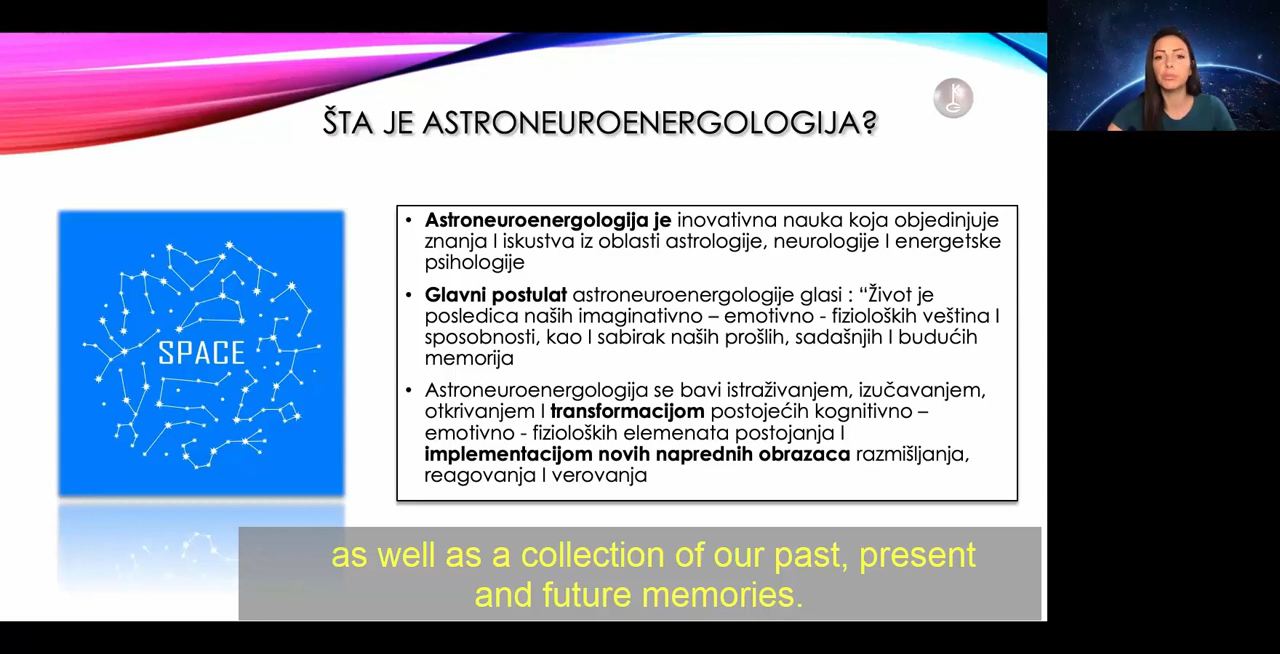 ŠTA JE ASTRONEUROENERGOLOGIJA?
SPACE
• Astroneuroenergologija je inovativna nauka koja objedinjuje
znanja I iskustva iz oblasti astrologije, neurologije I energetske
psihologije
• Glavni postulat astroneuroenergologije glasi : “Život je
posledica naših imaginativno – emotivno - fizioloških veština I
sposobnosti, kao I sabirak naših prošlih, sadašnjih I budućih
memorija
• Astroneuroenergologija se bavi istraživanjem, izučavanjem,
otkrivanjem I transformacijom postojećih kognitivno –
emotivno - fizioloških elemenata postojanja I
implementacijom novih naprednih obrazaca razmišljanja,
reagovanja I verovanja
as well as a collection of our past, present
and future memories.